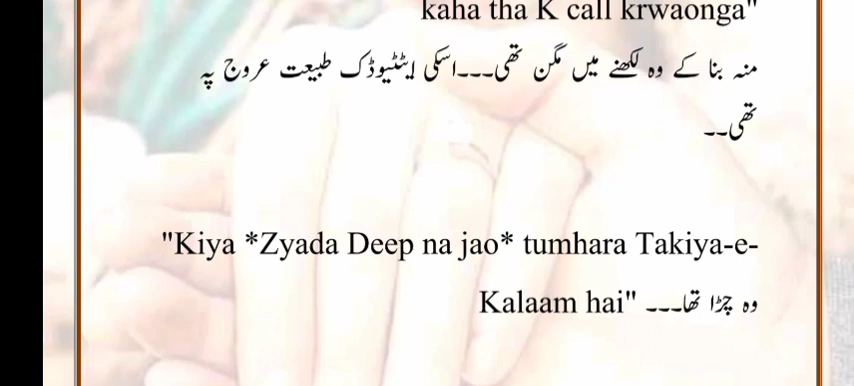 kaha tha K call krwaonga"
منہ بنا کے وہ لکھنے میں مگن تھی---اسکی ایٹٹیوڈک طبیعت عروج پہ
تھی--
"Kiya *Zyada Deep na jao* tumhara Takiya-e-
Kalaam hai" وہ چڑا تھا---